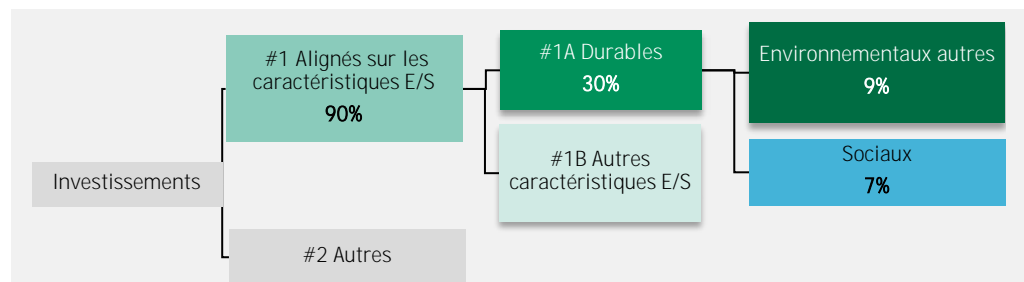 #1 Alignés sur les
caractéristiques E/S
90%
#1A Durables
30%
Environnementaux autres
9%
#1B Autres
caractéristiques E/S
Sociaux
7%
Investissements
#2 Autres